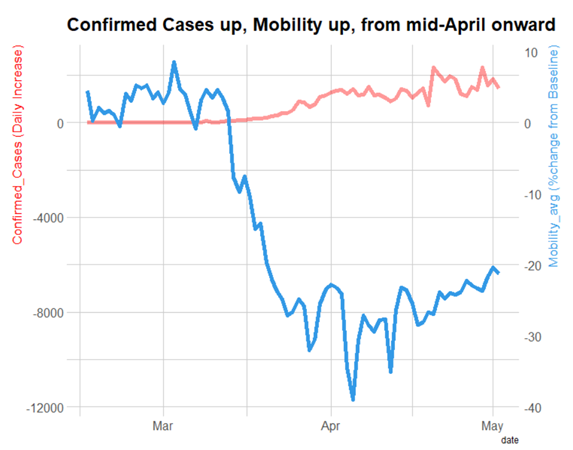 Confirmed Cases up, Mobility up, from mid-April onward
Confirmed_Cases (Daily Increase)
0
-4000
-8000
-12000
10
0
-10
-20
-30
-40
Mobility_avg (%change from Baseline)
Mar
Apr
May
date